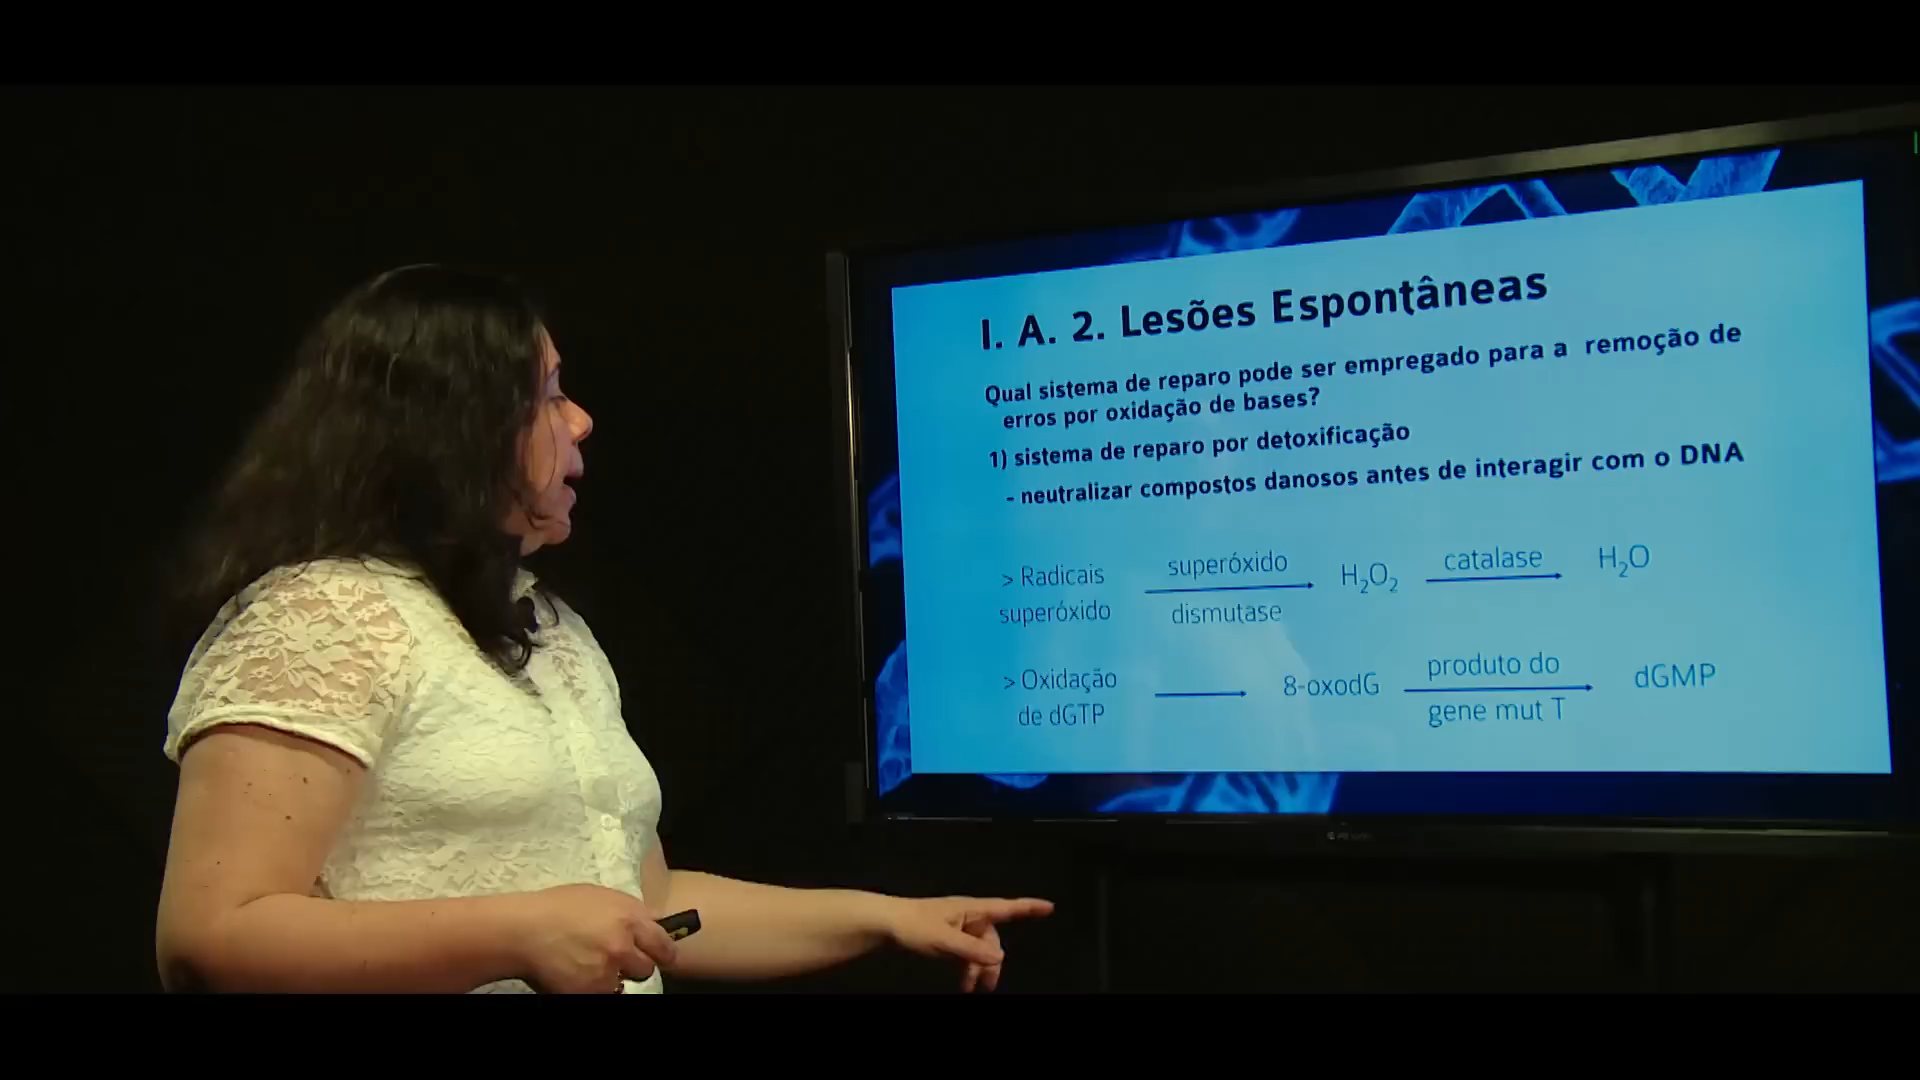 I. A. 2. Lesões Espontâneas
Qual sistema de reparo pode ser empregado para a remoção de
erros por oxidação de bases?
1) sistema de reparo por detoxificação
- neutralizar compostos danosos antes de interagir com o DNA
> Radicais superóxido
superóxido dismutase
H₂O₂
catalase
H₂O
> Oxidação de dGTP
8-oxodG
produto do gene mut T
dGMP